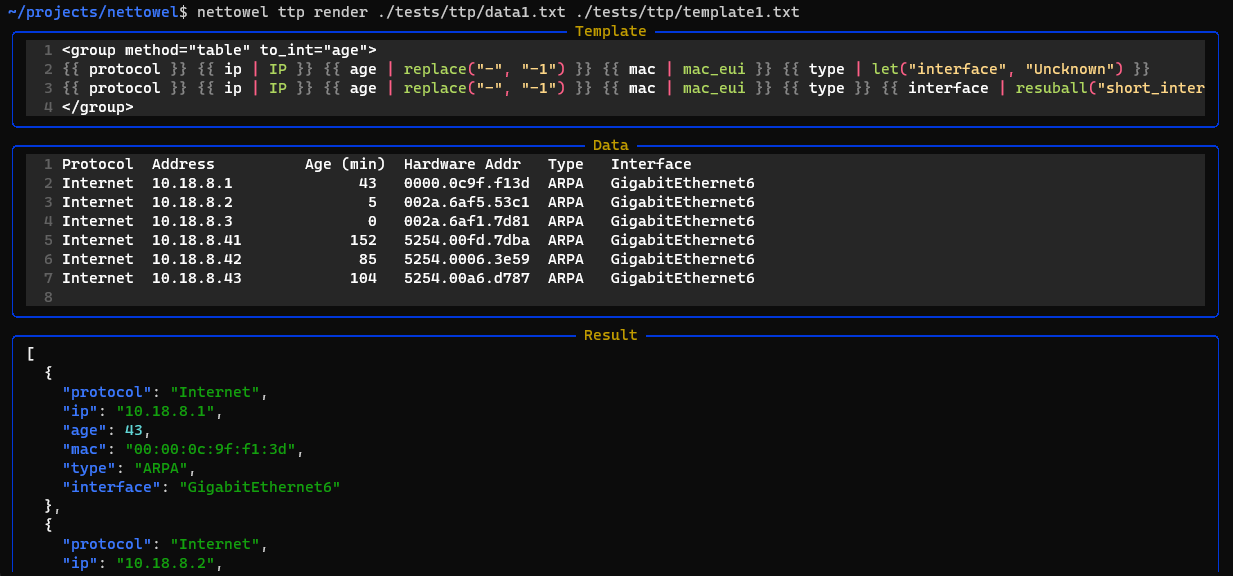 ~/projects/nettowel$ nettowel ttp render ./tests/ttp/data1.txt ./tests/ttp/template1.txt
Template
1 <group method="table" to_int="age">
2 {{ protocol }} {{ ip | IP }} {{ age | replace("-", "-1") }} {{ mac | mac_eui }} {{ type | let("interface", "Uncknown") }}
3 {{ protocol }} {{ ip | IP }} {{ age | replace("-", "-1") }} {{ mac | mac_eui }} {{ type }} {{ interface | resuball("short_inter
4 </group>
Data
1 Protocol  Address          Age (min)  Hardware Addr   Type   Interface
2 Internet  10.18.8.1              43   0000.0c9f.f13d  ARPA   GigabitEthernet6
3 Internet  10.18.8.2               5   002a.6af5.53c1  ARPA   GigabitEthernet6
4 Internet  10.18.8.3               0   002a.6af1.7d81  ARPA   GigabitEthernet6
5 Internet  10.18.8.41            152   5254.00fd.7dba  ARPA   GigabitEthernet6
6 Internet  10.18.8.42             85   5254.0006.3e59  ARPA   GigabitEthernet6
7 Internet  10.18.8.43            104   5254.00a6.d787  ARPA   GigabitEthernet6
8
Result
[
  {
    "protocol": "Internet",
    "ip": "10.18.8.1",
    "age": 43,
    "mac": "00:00:0c:9f:f1:3d",
    "type": "ARPA",
    "interface": "GigabitEthernet6"
  },
  {
    "protocol": "Internet",
    "ip": "10.18.8.2",